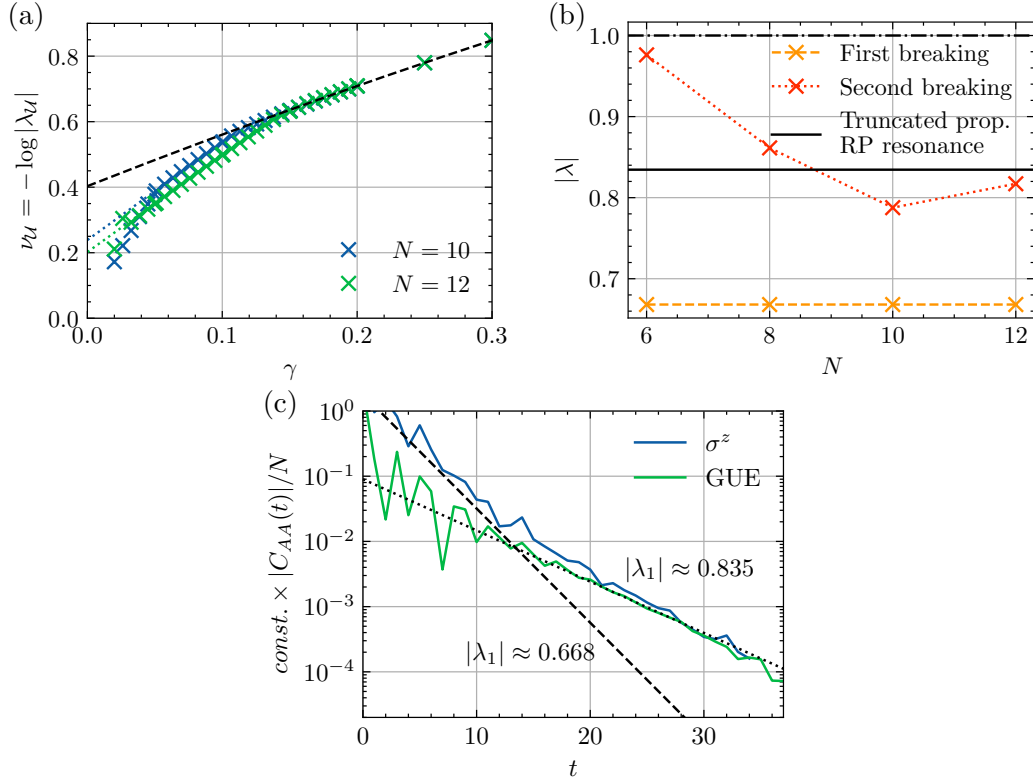 (a)
ν_𝒰 = − log |λ_𝒰|
0.8
0.6
0.4
0.2
0.0
0.0
0.1
0.2
0.3
γ
N = 10
N = 12
(b)
|λ|
1.0
0.9
0.8
0.7
6
8
10
12
N
First breaking
Second breaking
Truncated prop.
RP resonance
(c)
const. × |C_{AA}(t)|/N
10^0
10^{-1}
10^{-2}
10^{-3}
10^{-4}
0
10
20
30
t
σ^z
GUE
|λ_1| ≈ 0.835
|λ_1| ≈ 0.668